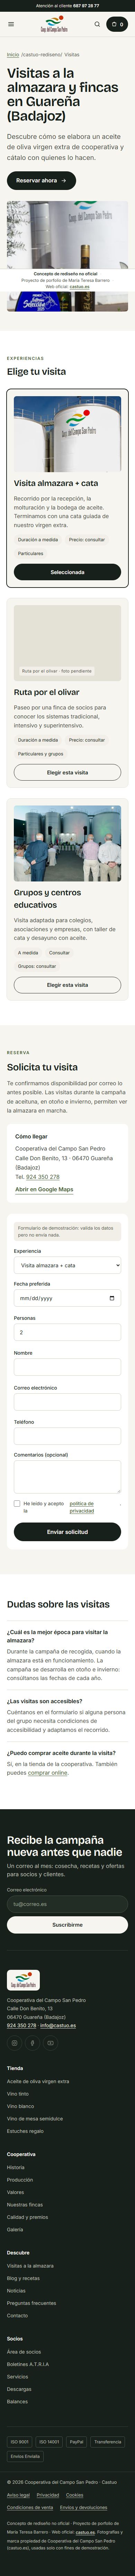 Atención al cliente 687 97 28 77
Coop. del Campo San Pedro
0
Inicio /castuo-rediseno/ Visitas
Visitas a la
almazara y fincas
en Guareña
(Badajoz)
Descubre cómo se elabora un aceite
de oliva virgen extra de cooperativa y
cátalo con quienes lo hacen.
Reservar ahora →
Concepto de rediseño no oficial
Proyecto de porfolio de María Teresa Barrero
Web oficial: castuo.es
EXPERIENCIAS
Elige tu visita
Coop. del Campo San Pedro
Visita almazara + cata
Recorrido por la recepción, la
molturación y la bodega de aceite.
Terminamos con una cata guiada de
nuestro virgen extra.
Duración a medida
Precio: consultar
Particulares
Seleccionada
Ruta por el olivar · foto pendiente
Ruta por el olivar
Paseo por una finca de socios para
conocer los sistemas tradicional,
intensivo y superintensivo.
Duración a medida
Precio: consultar
Particulares y grupos
Elegir esta visita
Grupos y centros
educativos
Visita adaptada para colegios,
asociaciones y empresas, con taller de
cata y desayuno con aceite.
A medida
Consultar
Grupos: consultar
Elegir esta visita
RESERVA
Solicita tu visita
Te confirmamos disponibilidad por correo
lo antes posible. Las visitas de campaña
de aceituna, en otoño e invierno, permiten
ver la almazara en marcha.
Cómo llegar
Cooperativa del Campo San Pedro
Calle Don Benito, 13 · 06470 Guareña
(Badajoz)
Tel. 924 350 278
Abrir en Google Maps
Formulario de demostración: valida los datos
pero no envía nada.
Experiencia
Visita almazara + cata
Fecha preferida
mm/dd/yyyy
Personas
2
Nombre
Correo electrónico
Teléfono
Comentarios (opcional)
He leído y acepto la política de privacidad.
Enviar solicitud
Dudas sobre las visitas
¿Cuál es la mejor época para visitar la
almazara?
Durante la campaña de recogida, cuando la
almazara está en funcionamiento. La
campaña se desarrolla en otoño e invierno:
consúltanos las fechas de cada año.
¿Las visitas son accesibles?
Cuéntanos en el formulario si alguna persona
del grupo necesita condiciones de
accesibilidad y adaptamos el recorrido.
¿Puedo comprar aceite durante la visita?
Sí, en la tienda de la cooperativa. También
puedes comprar online.
Recibe la campaña
nueva antes que nadie
Un correo al mes: cosecha, recetas y ofertas
para socios y clientes.
Correo electrónico
tu@correo.es
Suscribirme
Coop. del Campo San Pedro
Cooperativa del Campo San Pedro
Calle Don Benito, 13
06470 Guareña (Badajoz)
924 350 278 · info@castuo.es
Tienda
Aceite de oliva virgen extra
Vino tinto
Vino blanco
Vino de mesa semidulce
Estuches regalo
Cooperativa
Historia
Producción
Valores
Nuestras fincas
Calidad y premios
Galería
Descubre
Visitas a la almazara
Blog y recetas
Noticias
Preguntas frecuentes
Contacto
Socios
Área de socios
Boletines A.T.R.I.A
Servicios
Descargas
Balances
ISO 9001
ISO 14001
PayPal
Transferencia
Envíos Envialia
© 2026 Cooperativa del Campo San Pedro · Castuo
Aviso legal Privacidad Cookies
Condiciones de venta Envíos y devoluciones
Concepto de rediseño no oficial · Proyecto de porfolio de
María Teresa Barrero · Web oficial: castuo.es. Fotografías y
marca propiedad de Cooperativa del Campo San Pedro
(castuo.es), usadas solo con fines de demostración.